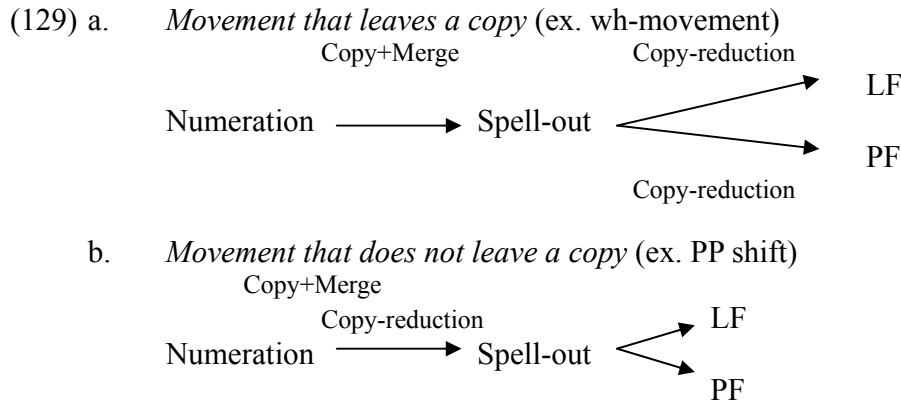 (129) a. Movement that leaves a copy (ex. wh-movement)
Copy+Merge Copy-reduction
LF
Numeration Spell-out
PF
Copy-reduction
b. Movement that does not leave a copy (ex. PP shift)
Copy+Merge
Copy-reduction LF
Numeration Spell-out
PF